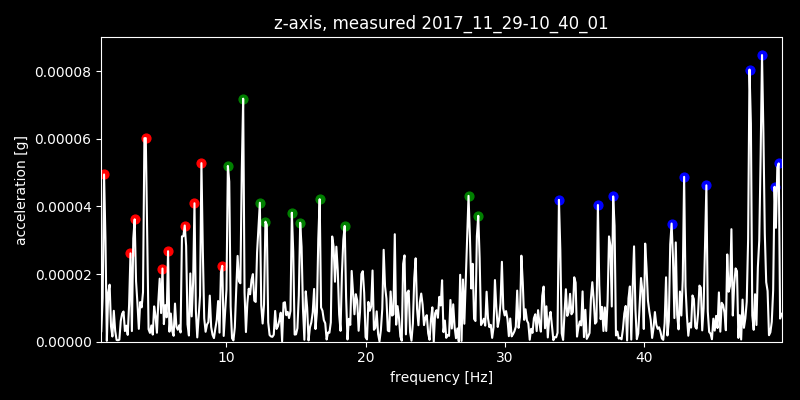 z-axis, measured 2017_11_29-10_40_01
0.00008
0.00006
0.00004
0.00002
0.00000
acceleration [g]
10 20 30 40
frequency [Hz]